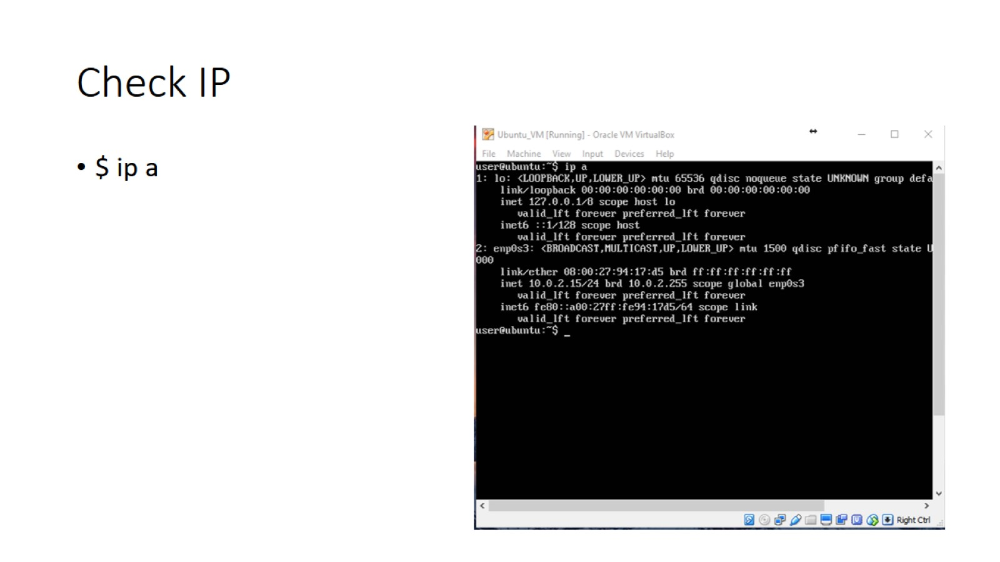 Check IP
• $ ip a
Ubuntu_VM [Running] - Oracle VM VirtualBox
File Machine View Input Devices Help
user@ubuntu:~$ ip a
1: lo: <LOOPBACK,UP,LOWER_UP> mtu 65536 qdisc noqueue state UNKNOWN group defa
link/loopback 00:00:00:00:00:00 brd 00:00:00:00:00:00
inet 127.0.0.1/8 scope host lo
valid_lft forever preferred_lft forever
inet6 ::1/128 scope host
valid_lft forever preferred_lft forever
2: enp0s3: <BROADCAST,MULTICAST,UP,LOWER_UP> mtu 1500 qdisc pfifo_fast state U
000
link/ether 08:00:27:94:17:d5 brd ff:ff:ff:ff:ff:ff
inet 10.0.2.15/24 brd 10.0.2.255 scope global enp0s3
valid_lft forever preferred_lft forever
inet6 fe80::a00:27ff:fe94:17d5/64 scope link
valid_lft forever preferred_lft forever
user@ubuntu:~$ _
Right Ctrl